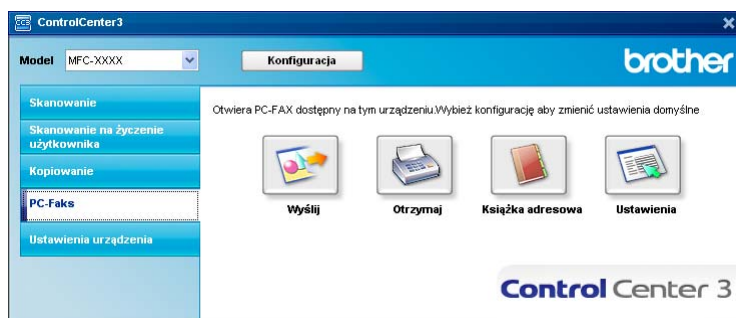 ControlCenter3
Model MFC-XXXX Konfiguracja brother
Skanowanie
Skanowanie na życzenie
użytkownika
Kopiowanie
PC-Faks
Ustawienia urządzenia
Otwiera PC-FAX dostępny na tym urządzeniu.Wybież konfigurację aby zmienić ustawienia domyślne
Wyślij Otrzymaj Książka adresowa Ustawienia
Control Center 3